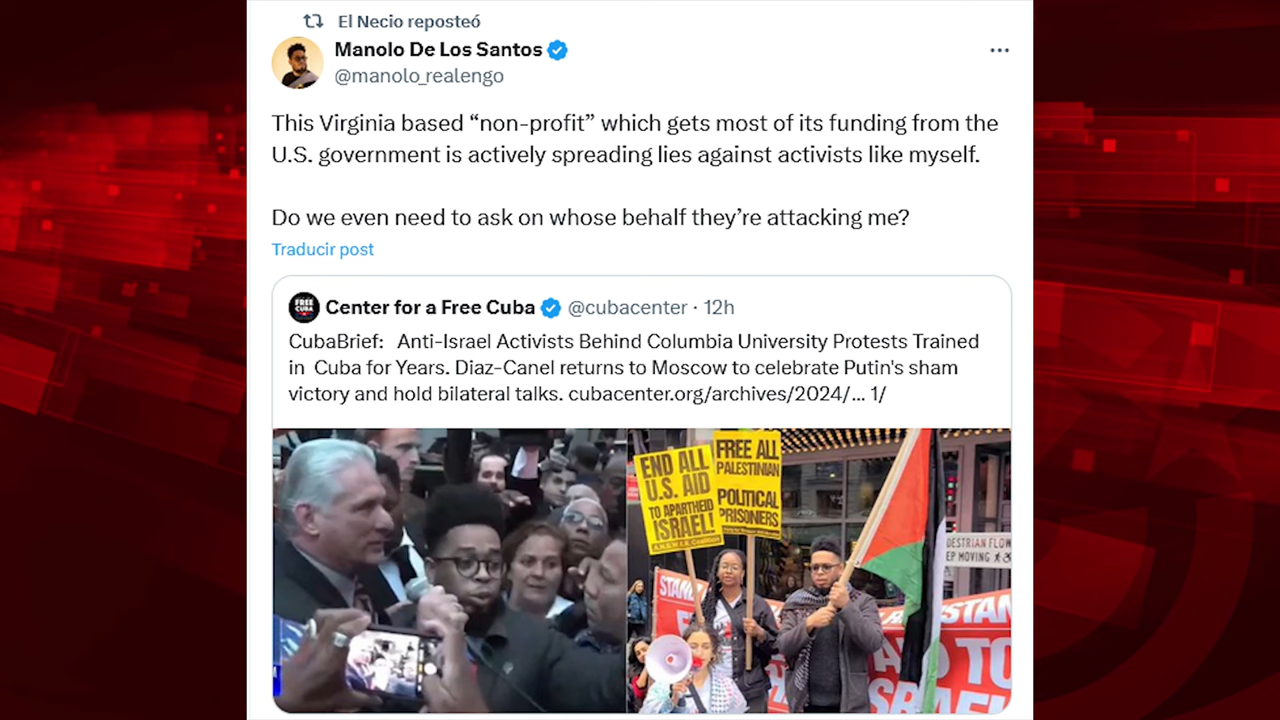 El Necio reposteó
Manolo De Los Santos
@manolo_realengo
This Virginia based “non-profit” which gets most of its funding from the
U.S. government is actively spreading lies against activists like myself.
Do we even need to ask on whose behalf they’re attacking me?
Traducir post
FREE
CUBA
Center for a Free Cuba @cubacenter · 12h
CubaBrief: Anti-Israel Activists Behind Columbia University Protests Trained
in Cuba for Years. Diaz-Canel returns to Moscow to celebrate Putin's sham
victory and hold bilateral talks. cubacenter.org/archives/2024/... 1/
END ALL
U.S. AID
TO APARTHEID
ISRAEL!
FREE ALL
PALESTINIAN
POLITICAL
PRISONERS
DESTRIAN FLOW
EP MOVING
STAN
STAN
TO